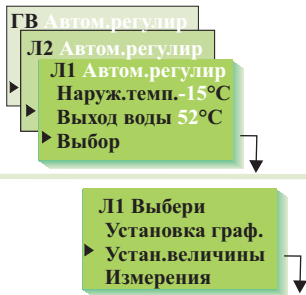 ГВ Автом.регулир
Л2 Автом.регулир
Л1 Автом.регулир
Наруж.темп.-15°C
Выход воды 52°C
Выбор
Л1 Выбери
Установка граф.
Устан.величины
Измерения